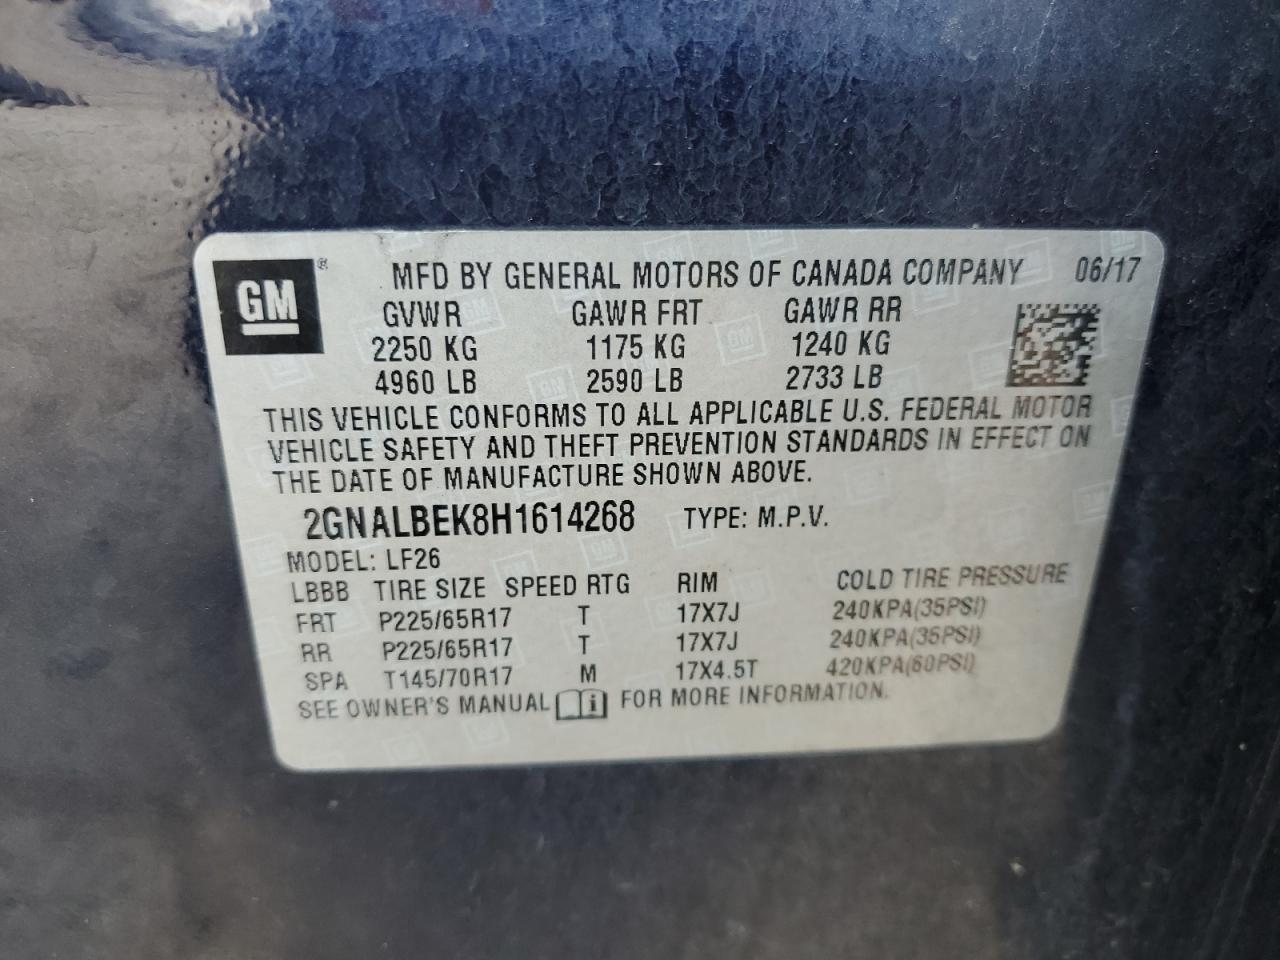 GM ® MFD BY GENERAL MOTORS OF CANADA COMPANY 06/17
GVWR GAWR FRT GAWR RR
2250 KG 1175 KG 1240 KG
4960 LB 2590 LB 2733 LB
THIS VEHICLE CONFORMS TO ALL APPLICABLE U.S. FEDERAL MOTOR
VEHICLE SAFETY AND THEFT PREVENTION STANDARDS IN EFFECT ON
THE DATE OF MANUFACTURE SHOWN ABOVE.
2GNALBEK8H1614268 TYPE: M.P.V.
MODEL: LF26
LBBB TIRE SIZE SPEED RTG RIM COLD TIRE PRESSURE
FRT P225/65R17 T 17X7J 240KPA(35PSI)
RR P225/65R17 T 17X7J 240KPA(35PSI)
SPA T145/70R17 M 17X4.5T 420KPA(60PSI)
SEE OWNER'S MANUAL i FOR MORE INFORMATION.